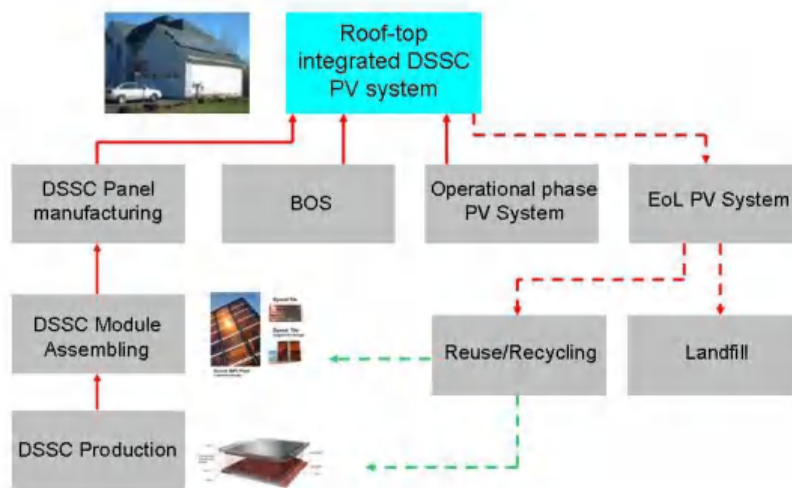 Roof-top
integrated DSSC
PV system
DSSC Panel
manufacturing
BOS
Operational phase
PV System
EoL PV System
DSSC Module
Assembling
Reuse/Recycling
Landfill
DSSC Production